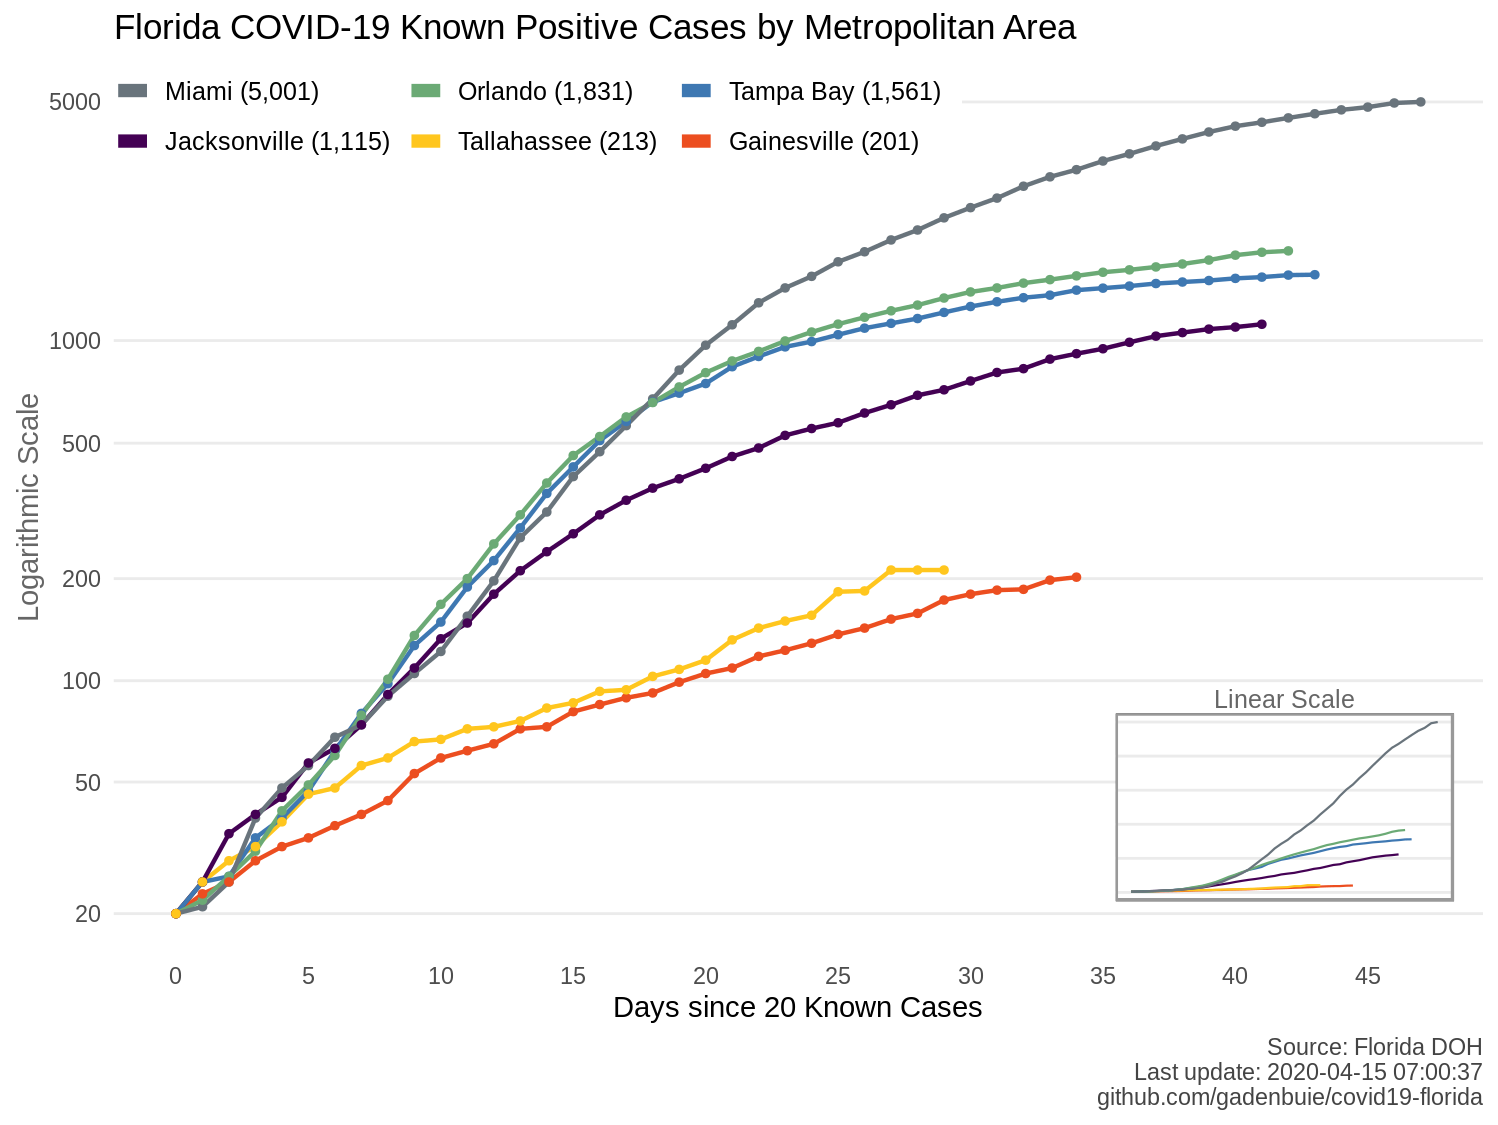 Florida COVID-19 Known Positive Cases by Metropolitan Area
Miami (5,001) Orlando (1,831) Tampa Bay (1,561)
Jacksonville (1,115) Tallahassee (213) Gainesville (201)
5000
1000
500
200
100
50
20
Logarithmic Scale
Linear Scale
0 5 10 15 20 25 30 35 40 45
Days since 20 Known Cases
Source: Florida DOH
Last update: 2020-04-15 07:00:37
github.com/gadenbuie/covid19-florida